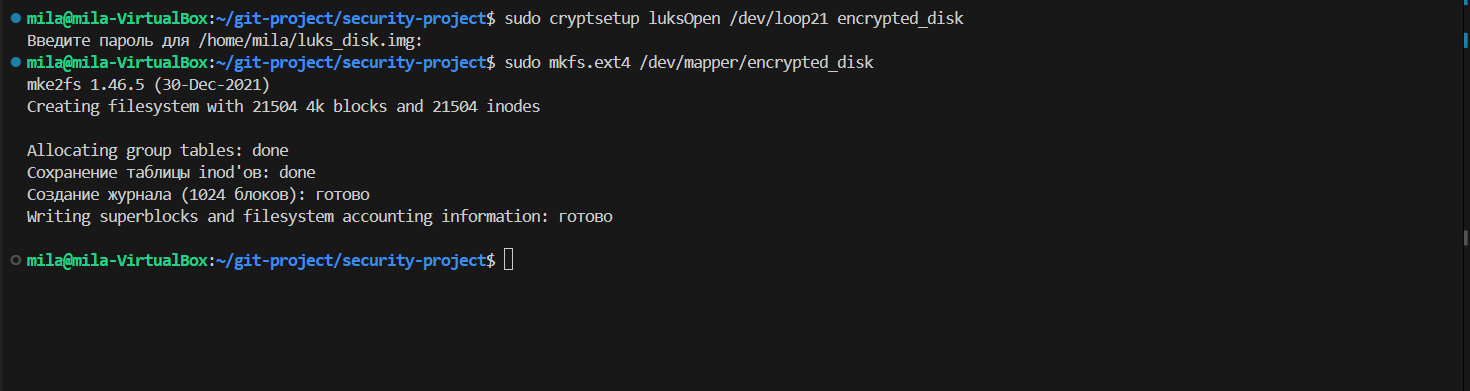 mila@mila-VirtualBox:~/git-project/security-project$ sudo cryptsetup luksOpen /dev/loop21 encrypted_disk
Введите пароль для /home/mila/luks_disk.img:
mila@mila-VirtualBox:~/git-project/security-project$ sudo mkfs.ext4 /dev/mapper/encrypted_disk
mke2fs 1.46.5 (30-Dec-2021)
Creating filesystem with 21504 4k blocks and 21504 inodes
Allocating group tables: done
Сохранение таблицы inod'ов: done
Создание журнала (1024 блоков): готово
Writing superblocks and filesystem accounting information: готово
mila@mila-VirtualBox:~/git-project/security-project$